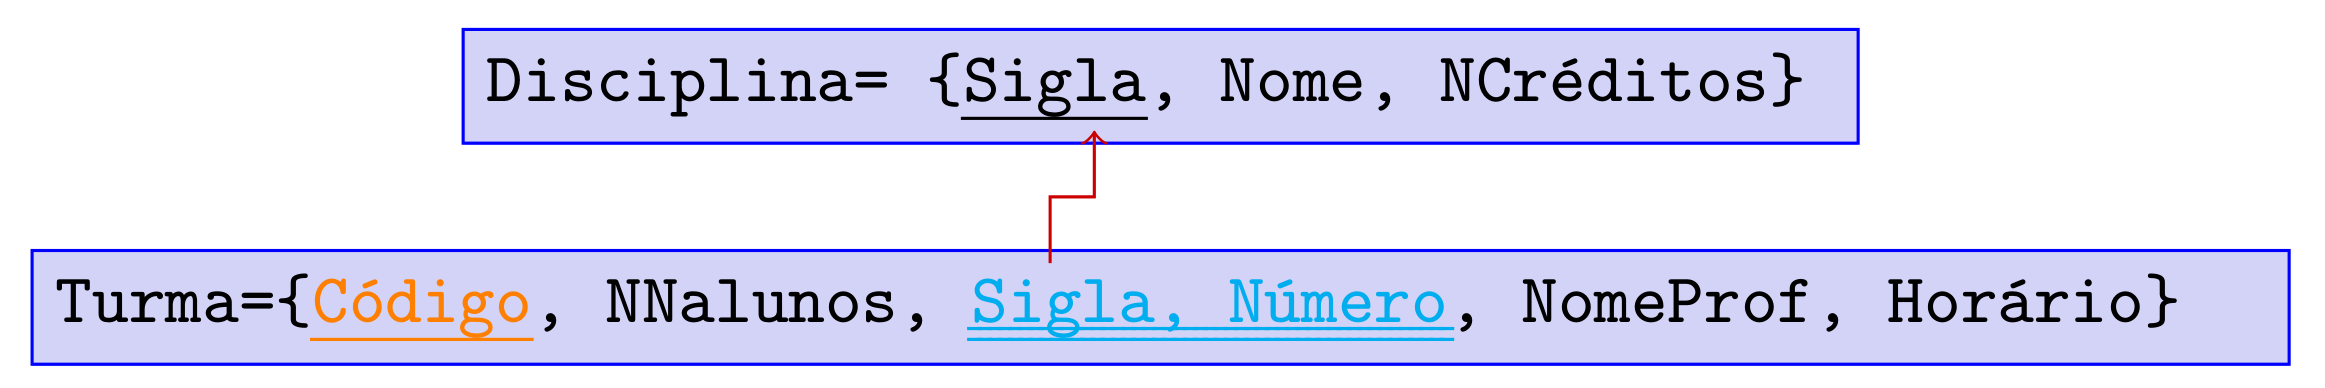 Disciplina= {Sigla, Nome, NCréditos}
Turma={Código, NNalunos, Sigla, Número, NomeProf, Horário}